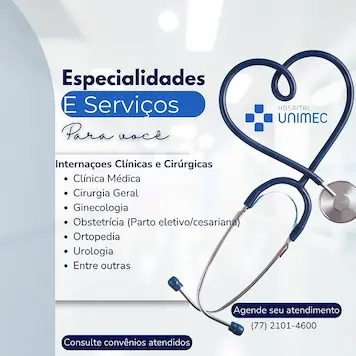 Especialidades
E Serviços
Para você
HOSPITAL
UNIMEC
Internaçoes Clínicas e Cirúrgicas
• Clínica Médica
• Cirurgia Geral
• Ginecologia
• Obstetrícia (Parto eletivo/cesariana)
• Ortopedia
• Urologia
• Entre outras
Agende seu atendimento
(77) 2101-4600
Consulte convênios atendidos